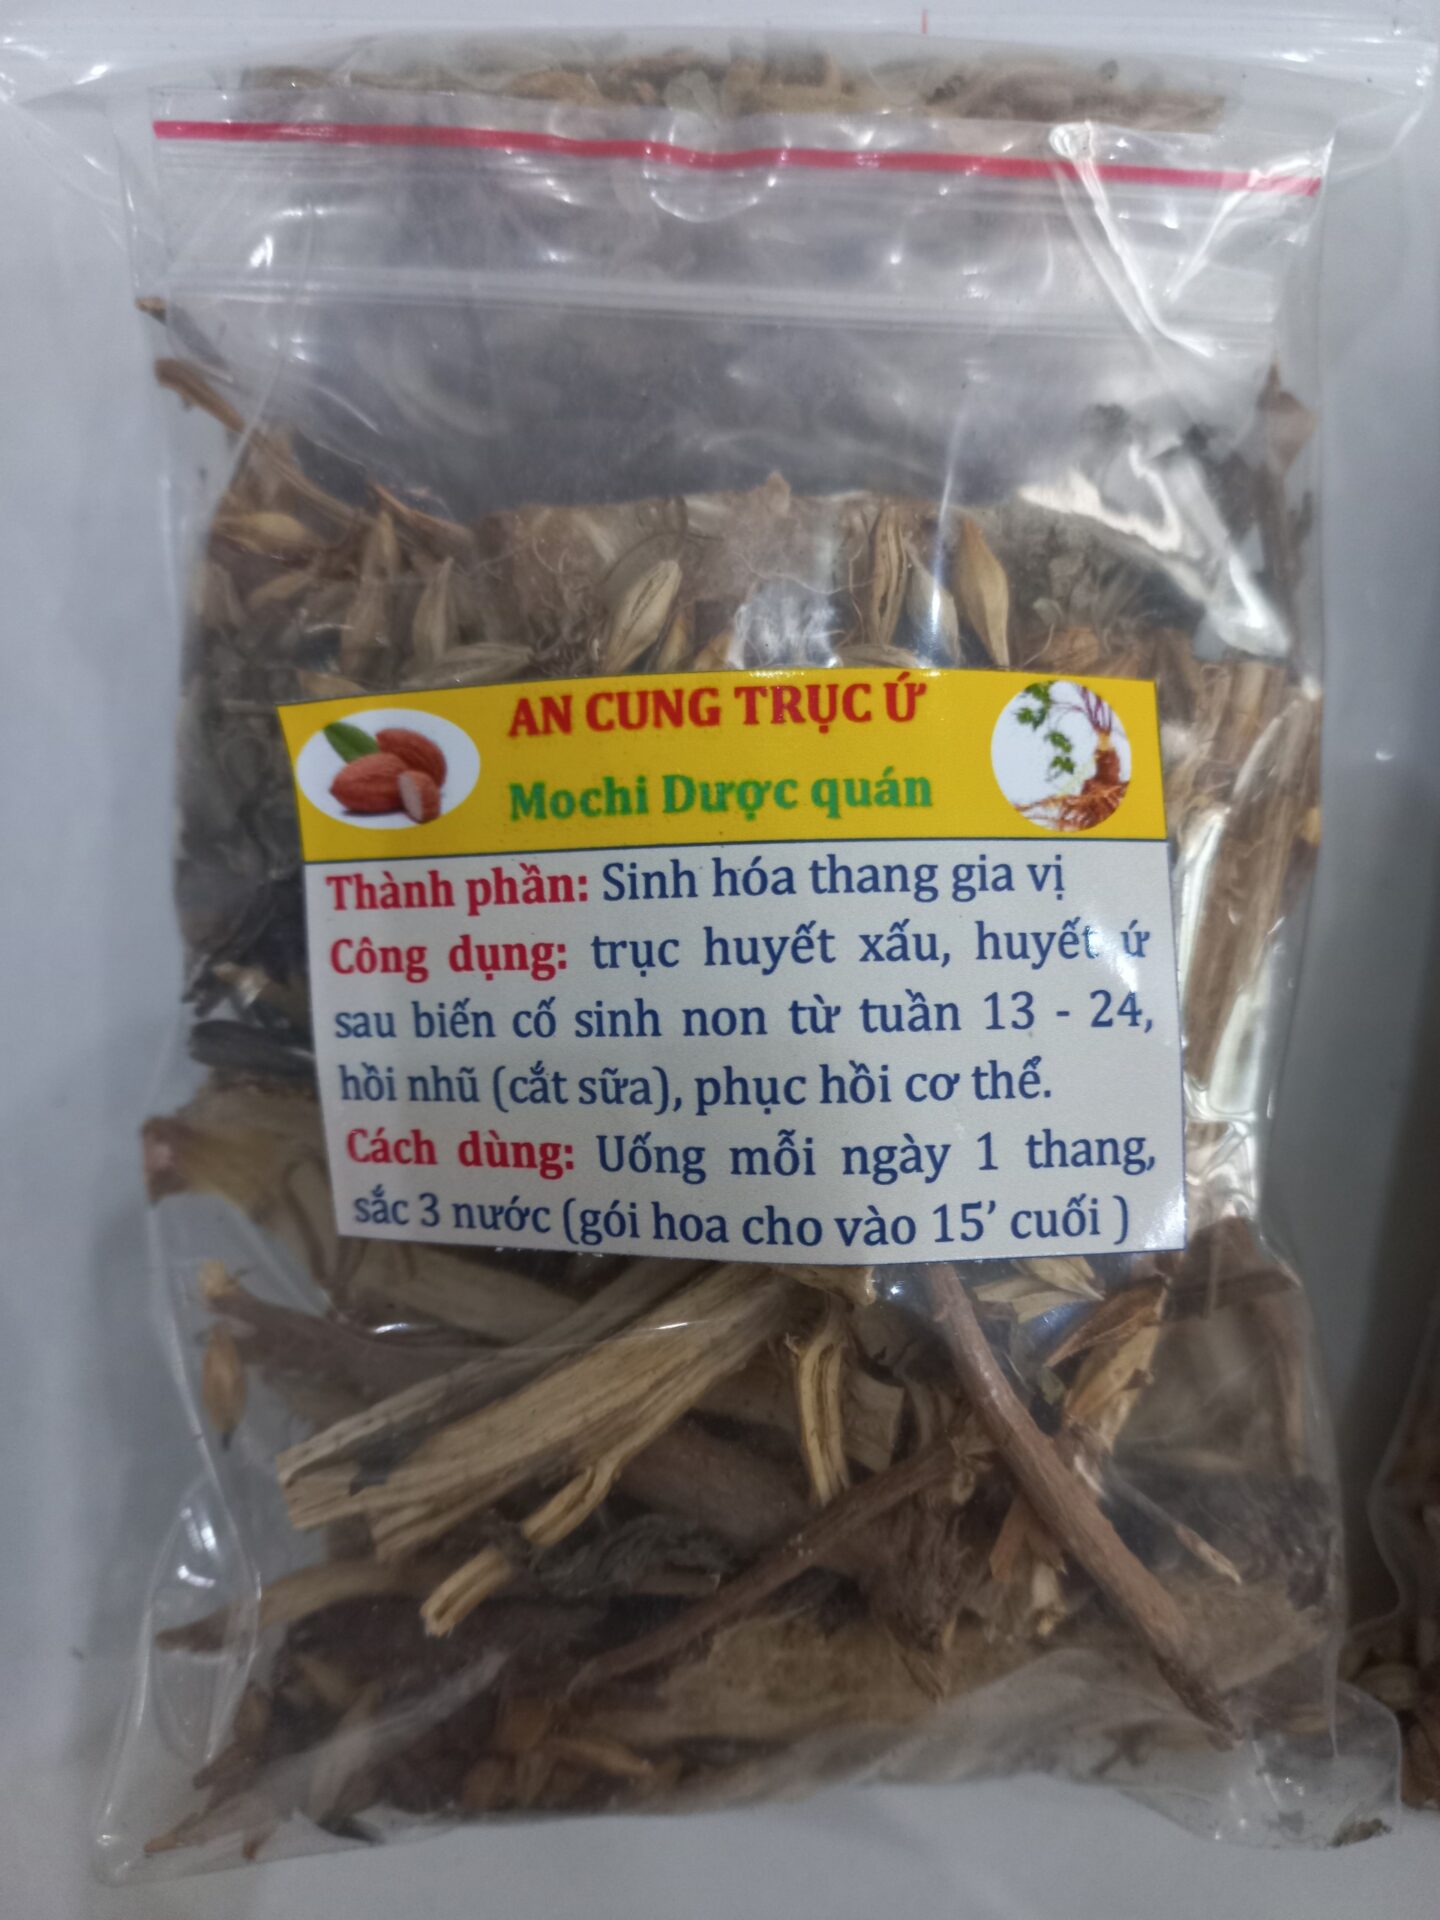 AN CUNG TRỤC Ứ
Mochi Dược quán
Thành phần: Sinh hóa thang gia vị
Công dụng: trục huyết xấu, huyết ứ
sau biến cố sinh non từ tuần 13 - 24,
hồi nhũ (cắt sữa), phục hồi cơ thể.
Cách dùng: Uống mỗi ngày 1 thang,
sắc 3 nước (gói hoa cho vào 15’ cuối )